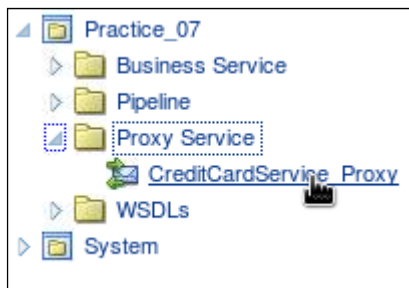 Practice_07
Business Service
Pipeline
Proxy Service
CreditCardService_Proxy
WSDLs
System